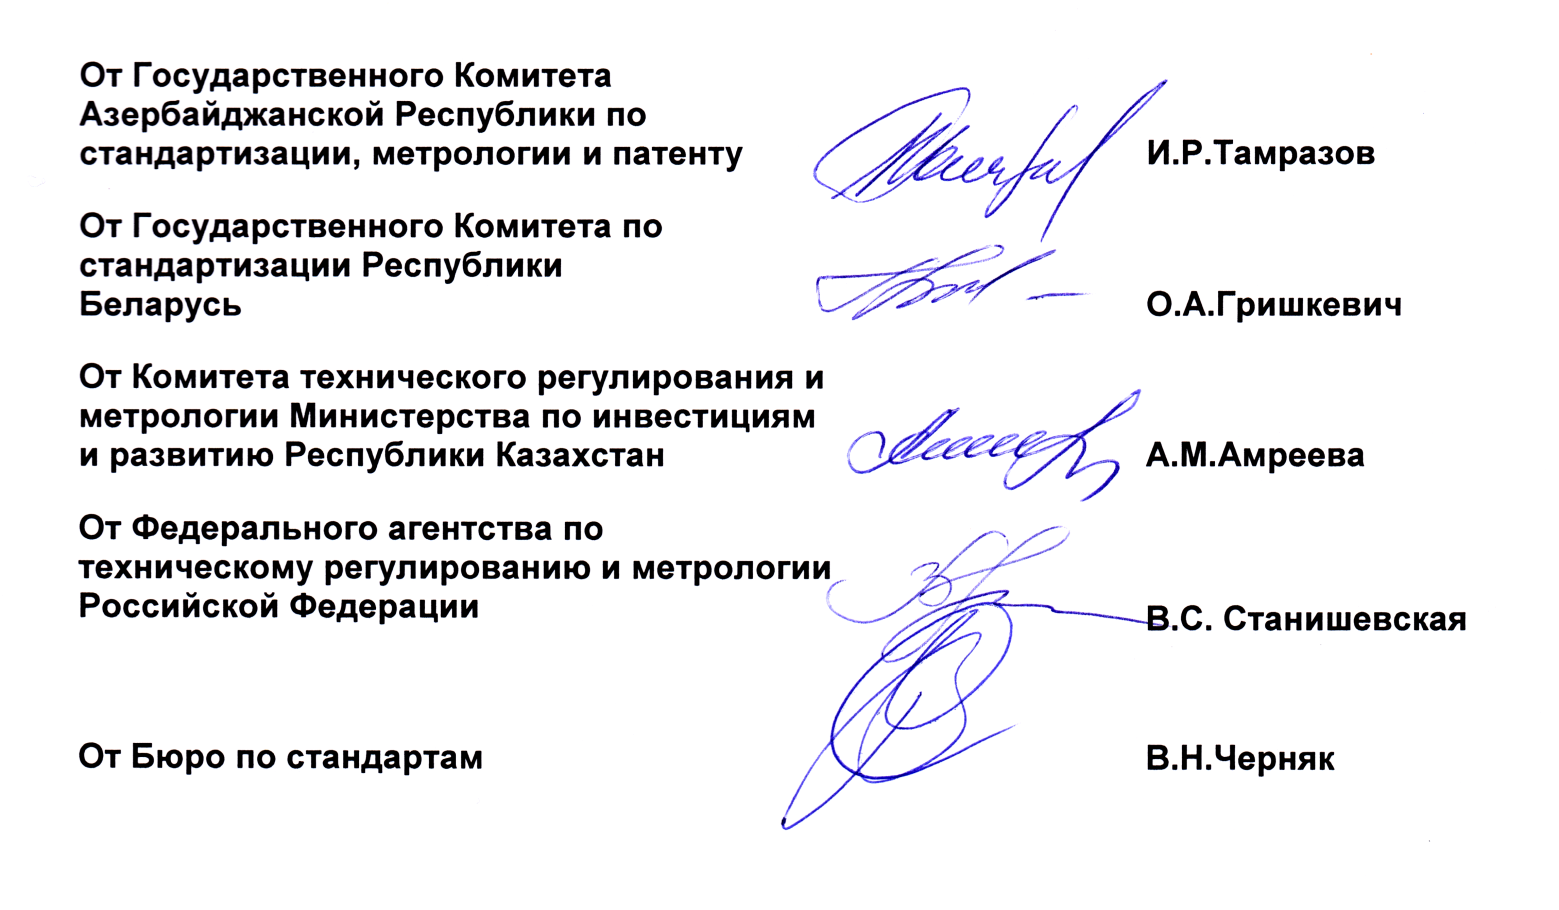 От Государственного Комитета
Азербайджанской Республики по
стандартизации, метрологии и патенту
И.Р.Тамразов
От Государственного Комитета по
стандартизации Республики
Беларусь
О.А.Гришкевич
От Комитета технического регулирования и
метрологии Министерства по инвестициям
и развитию Республики Казахстан
А.М.Амреева
От Федерального агентства по
техническому регулированию и метрологии
Российской Федерации
В.С. Станишевская
От Бюро по стандартам
В.Н.Черняк